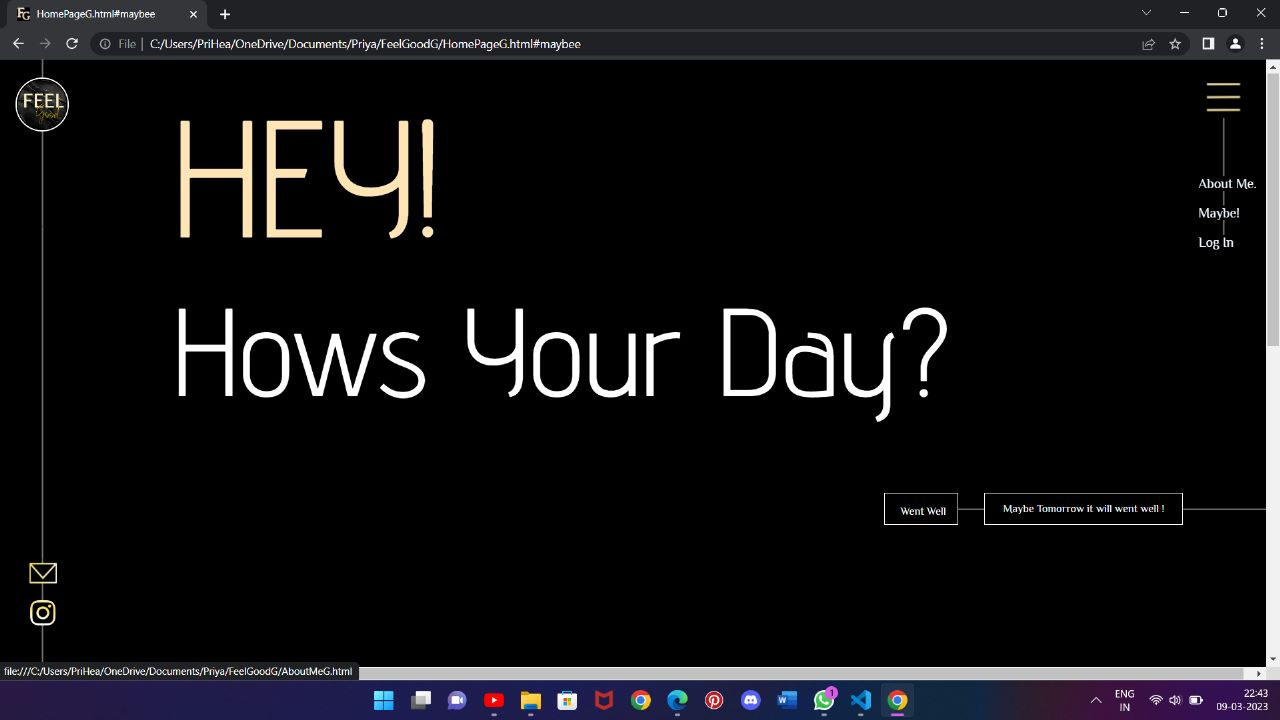 HomePageG.html#maybee
File
C:/Users/PriHea/OneDrive/Documents/Priya/FeelGoodG/HomePageG.html#maybee
FEEL
Good
HEY!
About Me.
Maybe!
Log In
Hows Your Day?
Went Well
Maybe Tomorrow it will went well !
file:///C:/Users/PriHea/OneDrive/Documents/Priya/FeelGoodG/AboutMeG.html
1
ENG
IN
22:43
09-03-2023